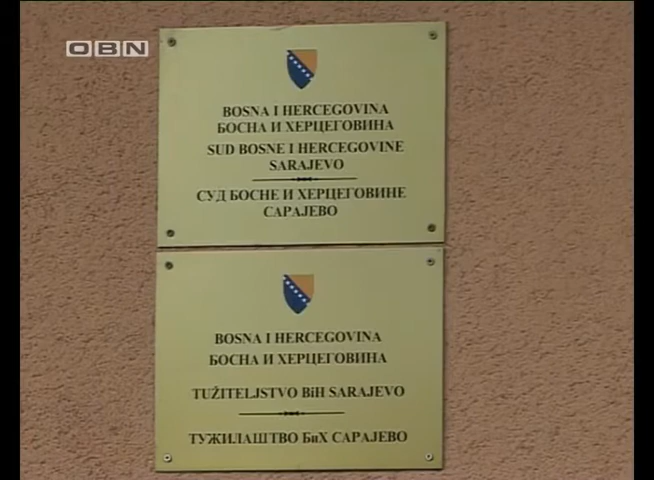 OBN
BOSNA I HERCEGOVINA
БОСНА И ХЕРЦЕГОВИНА
SUD BOSNE I HERCEGOVINE
SARAJEVO
СУД БОСНЕ И ХЕРЦЕГОВИНЕ
САРАЈЕВО
BOSNA I HERCEGOVINA
БОСНА И ХЕРЦЕГОВИНА
TUŽITELJSTVO BiH SARAJEVO
ТУЖИЛАШТВО БиХ САРАЈЕВО